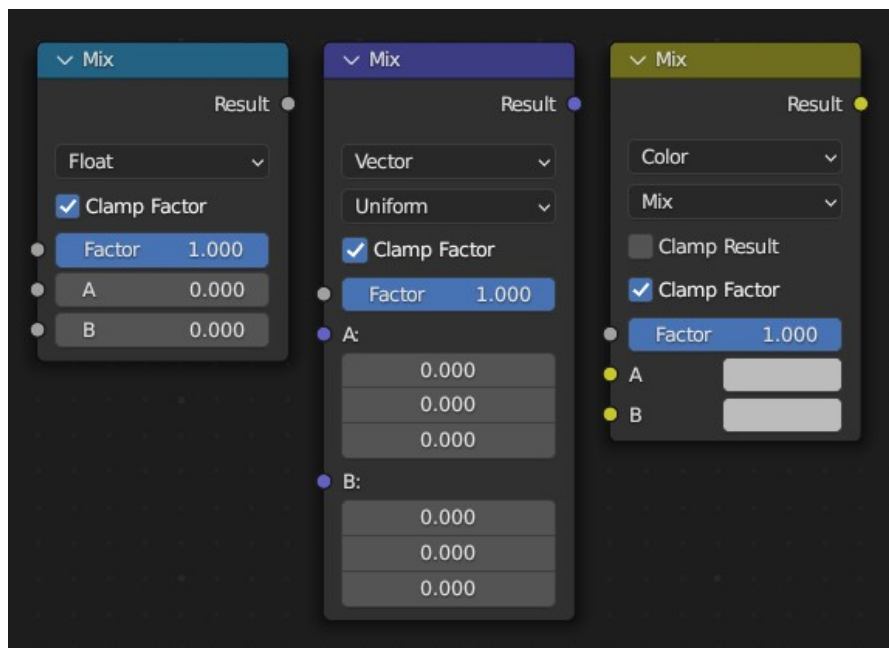 Mix
Result
Float
Clamp Factor
Factor 1.000
A 0.000
B 0.000
Mix
Result
Vector
Uniform
Clamp Factor
Factor 1.000
A:
0.000
0.000
0.000
B:
0.000
0.000
0.000
Mix
Result
Color
Mix
Clamp Result
Clamp Factor
Factor 1.000
A
B